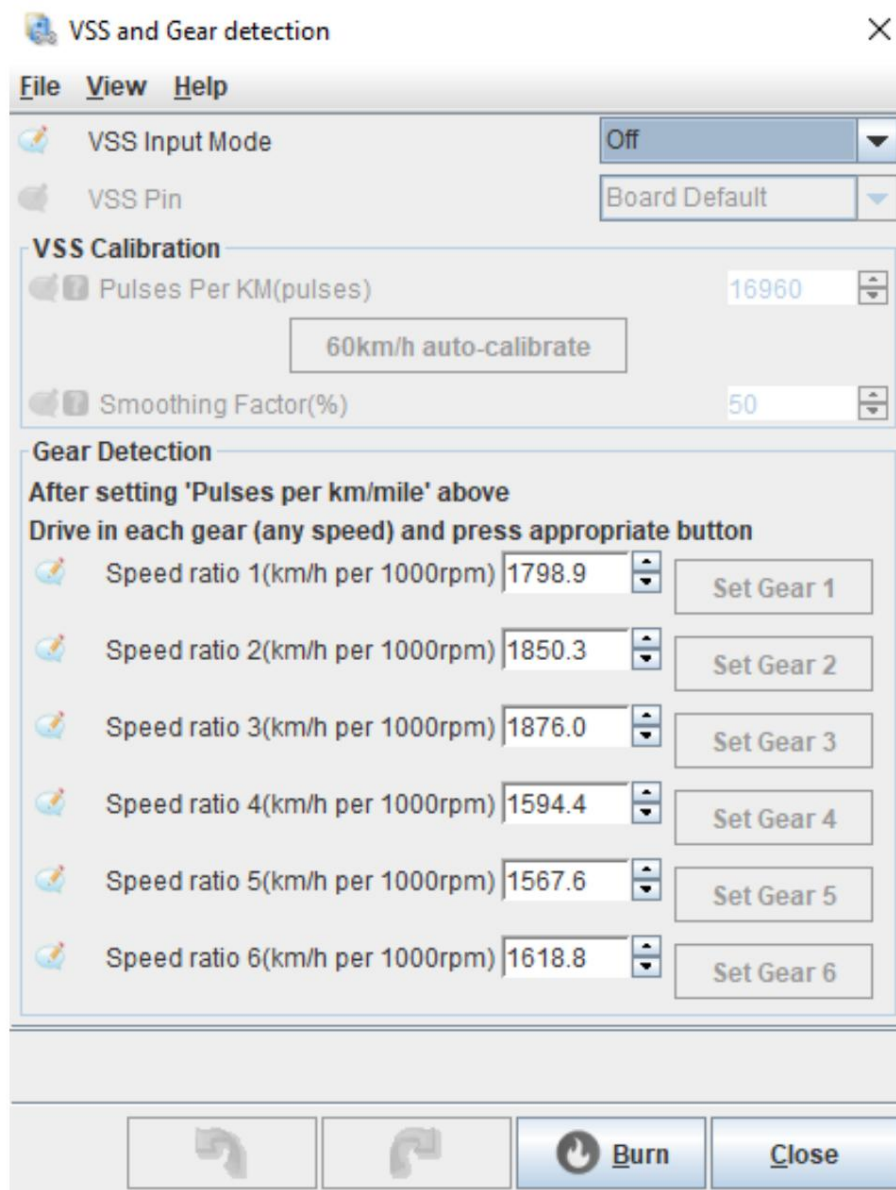 VSS and Gear detection
File View Help
VSS Input Mode Off
VSS Pin Board Default
VSS Calibration
Pulses Per KM(pulses) 16960
60km/h auto-calibrate
Smoothing Factor(%) 50
Gear Detection
After setting 'Pulses per km/mile' above
Drive in each gear (any speed) and press appropriate button
Speed ratio 1(km/h per 1000rpm) 1798.9 Set Gear 1
Speed ratio 2(km/h per 1000rpm) 1850.3 Set Gear 2
Speed ratio 3(km/h per 1000rpm) 1876.0 Set Gear 3
Speed ratio 4(km/h per 1000rpm) 1594.4 Set Gear 4
Speed ratio 5(km/h per 1000rpm) 1567.6 Set Gear 5
Speed ratio 6(km/h per 1000rpm) 1618.8 Set Gear 6
Burn Close